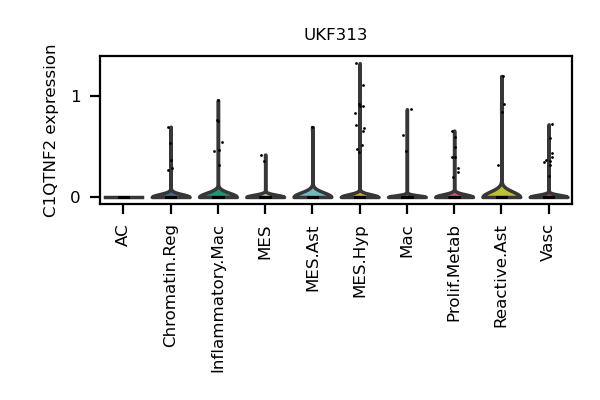 UKF313
C1QTNF2 expression
1
0
AC
Chromatin.Reg
Inflammatory.Mac
MES
MES.Ast
MES.Hyp
Mac
Prolif.Metab
Reactive.Ast
Vasc